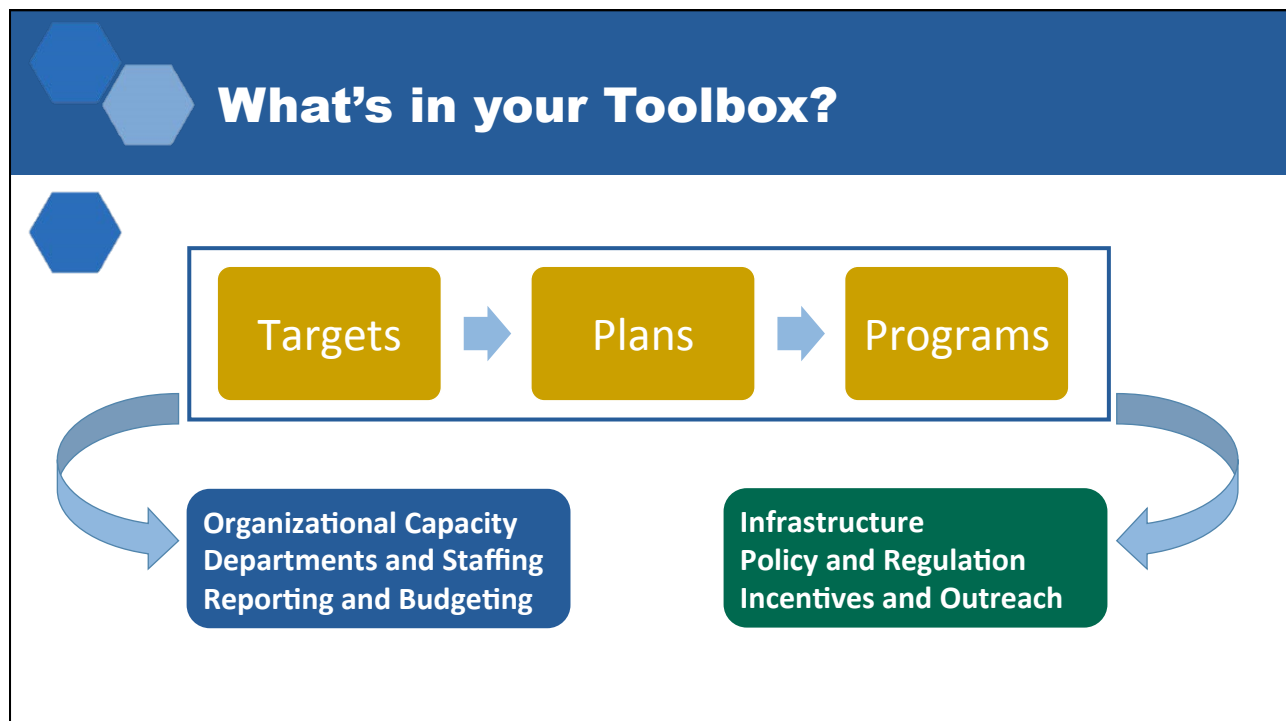 What’s in your Toolbox?
Targets
Plans
Programs
Organizational Capacity
Departments and Staffing
Reporting and Budgeting
Infrastructure
Policy and Regulation
Incentives and Outreach